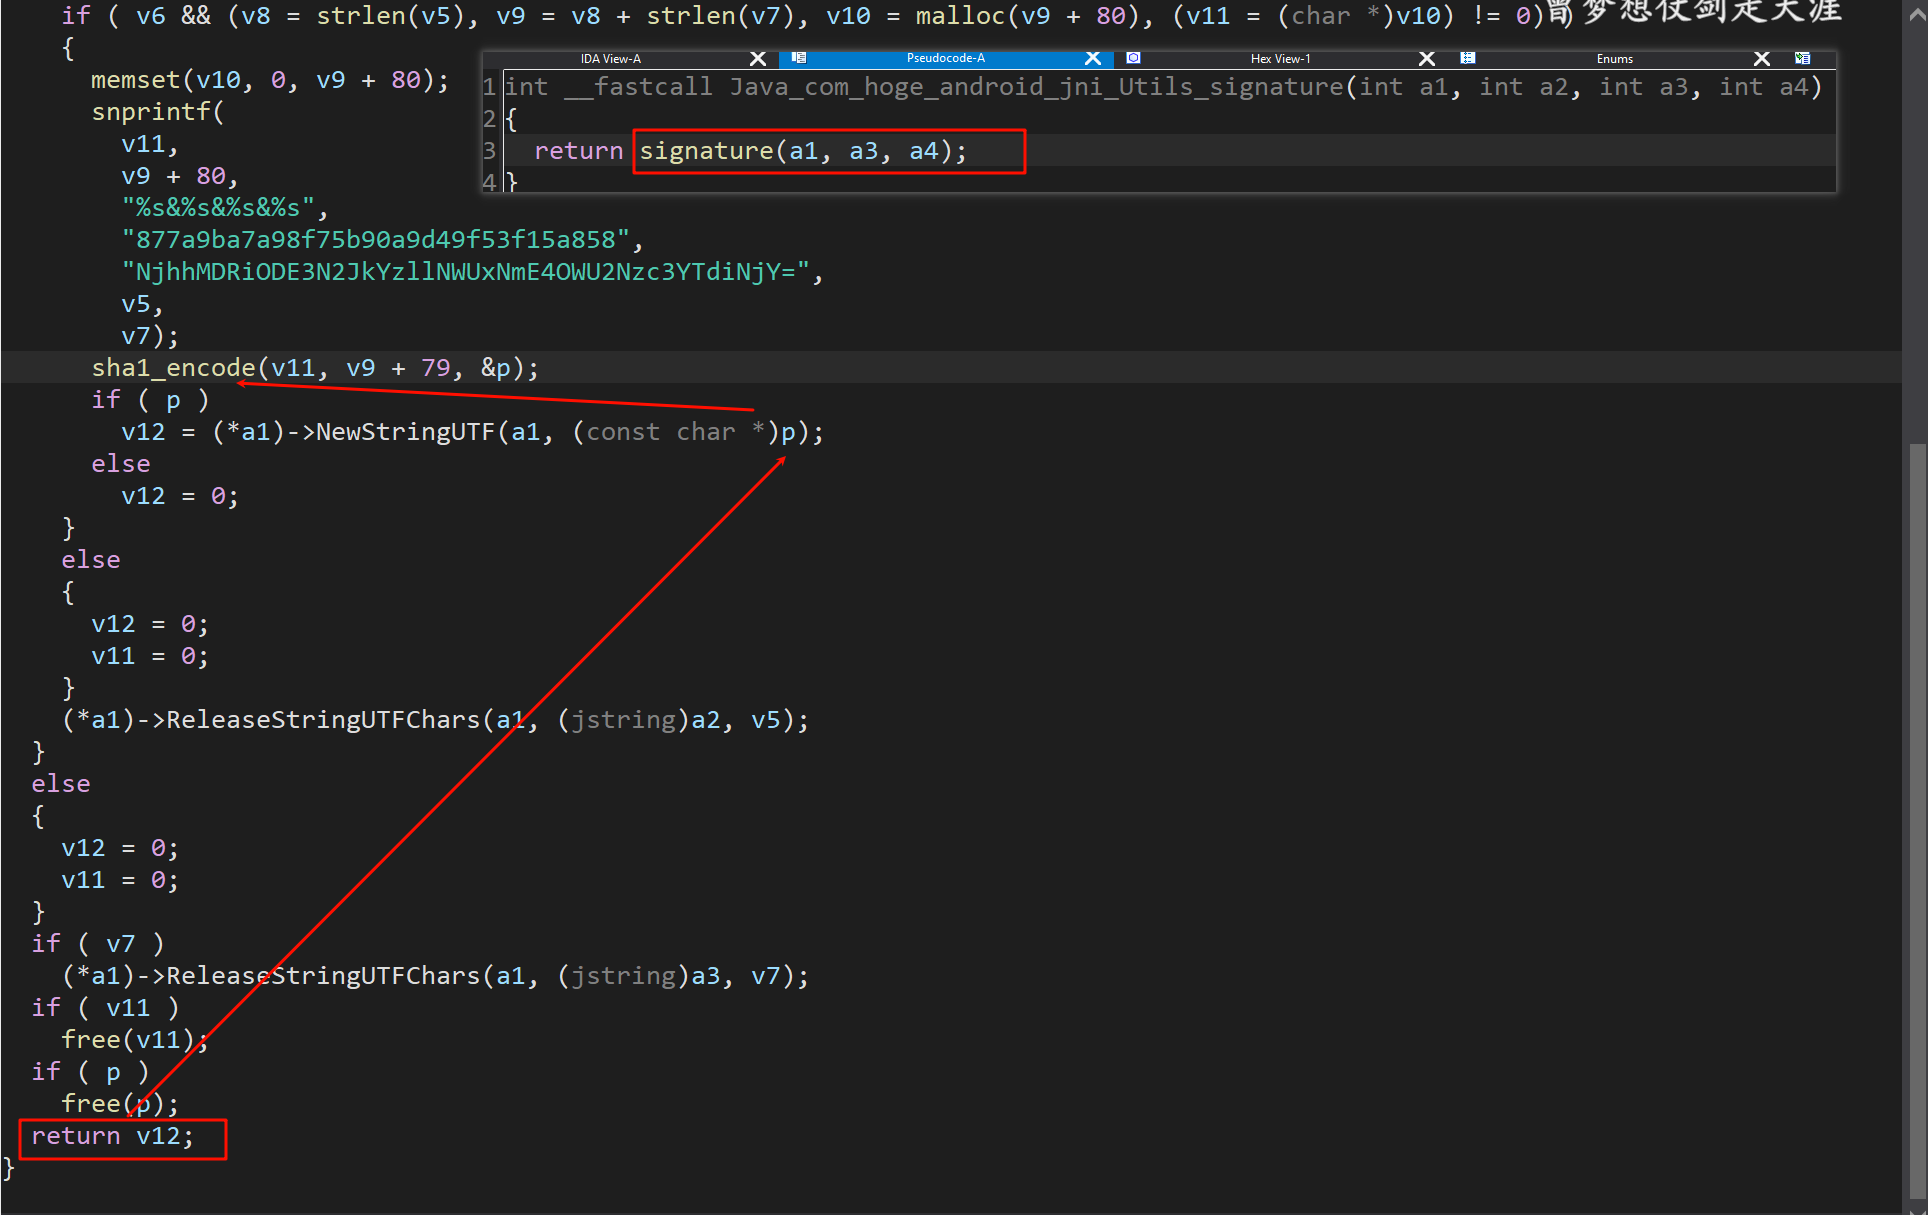 if ( v6 && (v8 = strlen(v5), v9 = v8 + strlen(v7), v10 = malloc(v9 + 80), (v11 = (char *)v10) != 0) )
曾梦想仗剑走天涯
{
memset(v10, 0, v9 + 80);
snprintf(
v11,
v9 + 80,
"%s&%s&%s&%s",
"877a9ba7a98f75b90a9d49f53f15a858",
"NjhhMDRiODE3N2JkYzllNWUxNmE4OWU2Nzc3YTdiNjY=",
v5,
v7);
sha1_encode(v11, v9 + 79, &p);
if ( p )
v12 = (*a1)->NewStringUTF(a1, (const char *)p);
else
v12 = 0;
}
else
{
v12 = 0;
v11 = 0;
}
(*a1)->ReleaseStringUTFChars(a1, (jstring)a2, v5);
}
else
{
v12 = 0;
v11 = 0;
}
if ( v7 )
(*a1)->ReleaseStringUTFChars(a1, (jstring)a3, v7);
if ( v11 )
free(v11);
if ( p )
free(p);
return v12;
}
IDA View-A Pseudocode-A Hex View-1 Enums
1 int __fastcall Java_com_hoge_android_jni_Utils_signature(int a1, int a2, int a3, int a4)
2 {
3 return signature(a1, a3, a4);
4 }